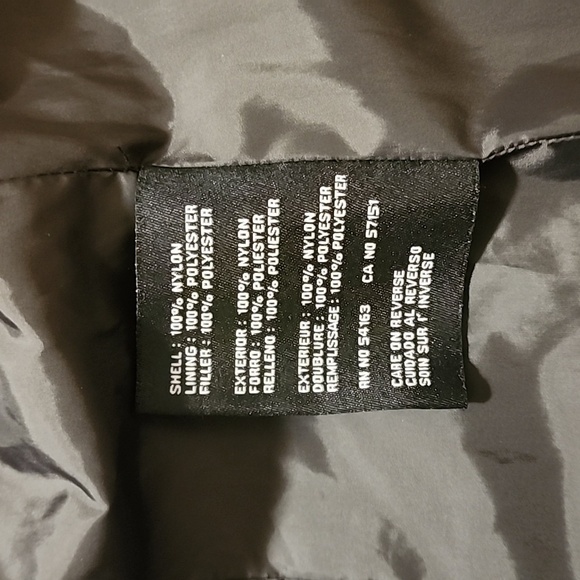 SHELL : 100% NYLON
LINING : 100% POLYESTER
FILLER : 100% POLYESTER
EXTERIOR : 100% NYLON
FORRO : 100% POLIESTER
RELLENO : 100% POLIESTER
EXTERIEUR : 100% NYLON
DOUBLURE : 100% POLYESTER
REMPLISSAGE : 100% POLYESTER
RN NO 54163 CA NO 57151
CARE ON REVERSE
CUIDADO AL REVERSO
SOIN SUR 1' INVERSE